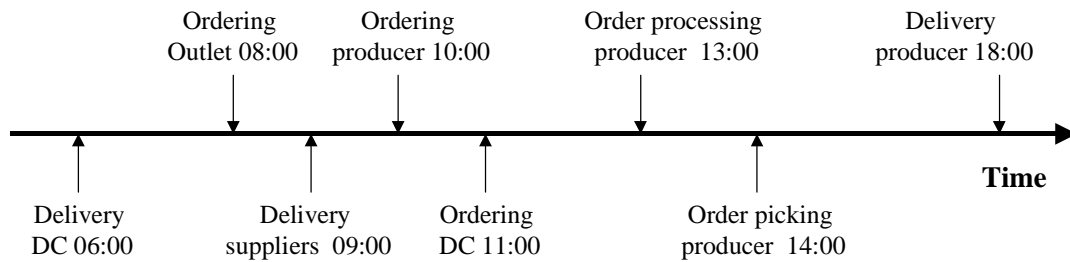 Ordering
Outlet 08:00
Ordering
producer 10:00
Order processing
producer 13:00
Delivery
producer 18:00
Time
Delivery
DC 06:00
Delivery
suppliers 09:00
Ordering
DC 11:00
Order picking
producer 14:00